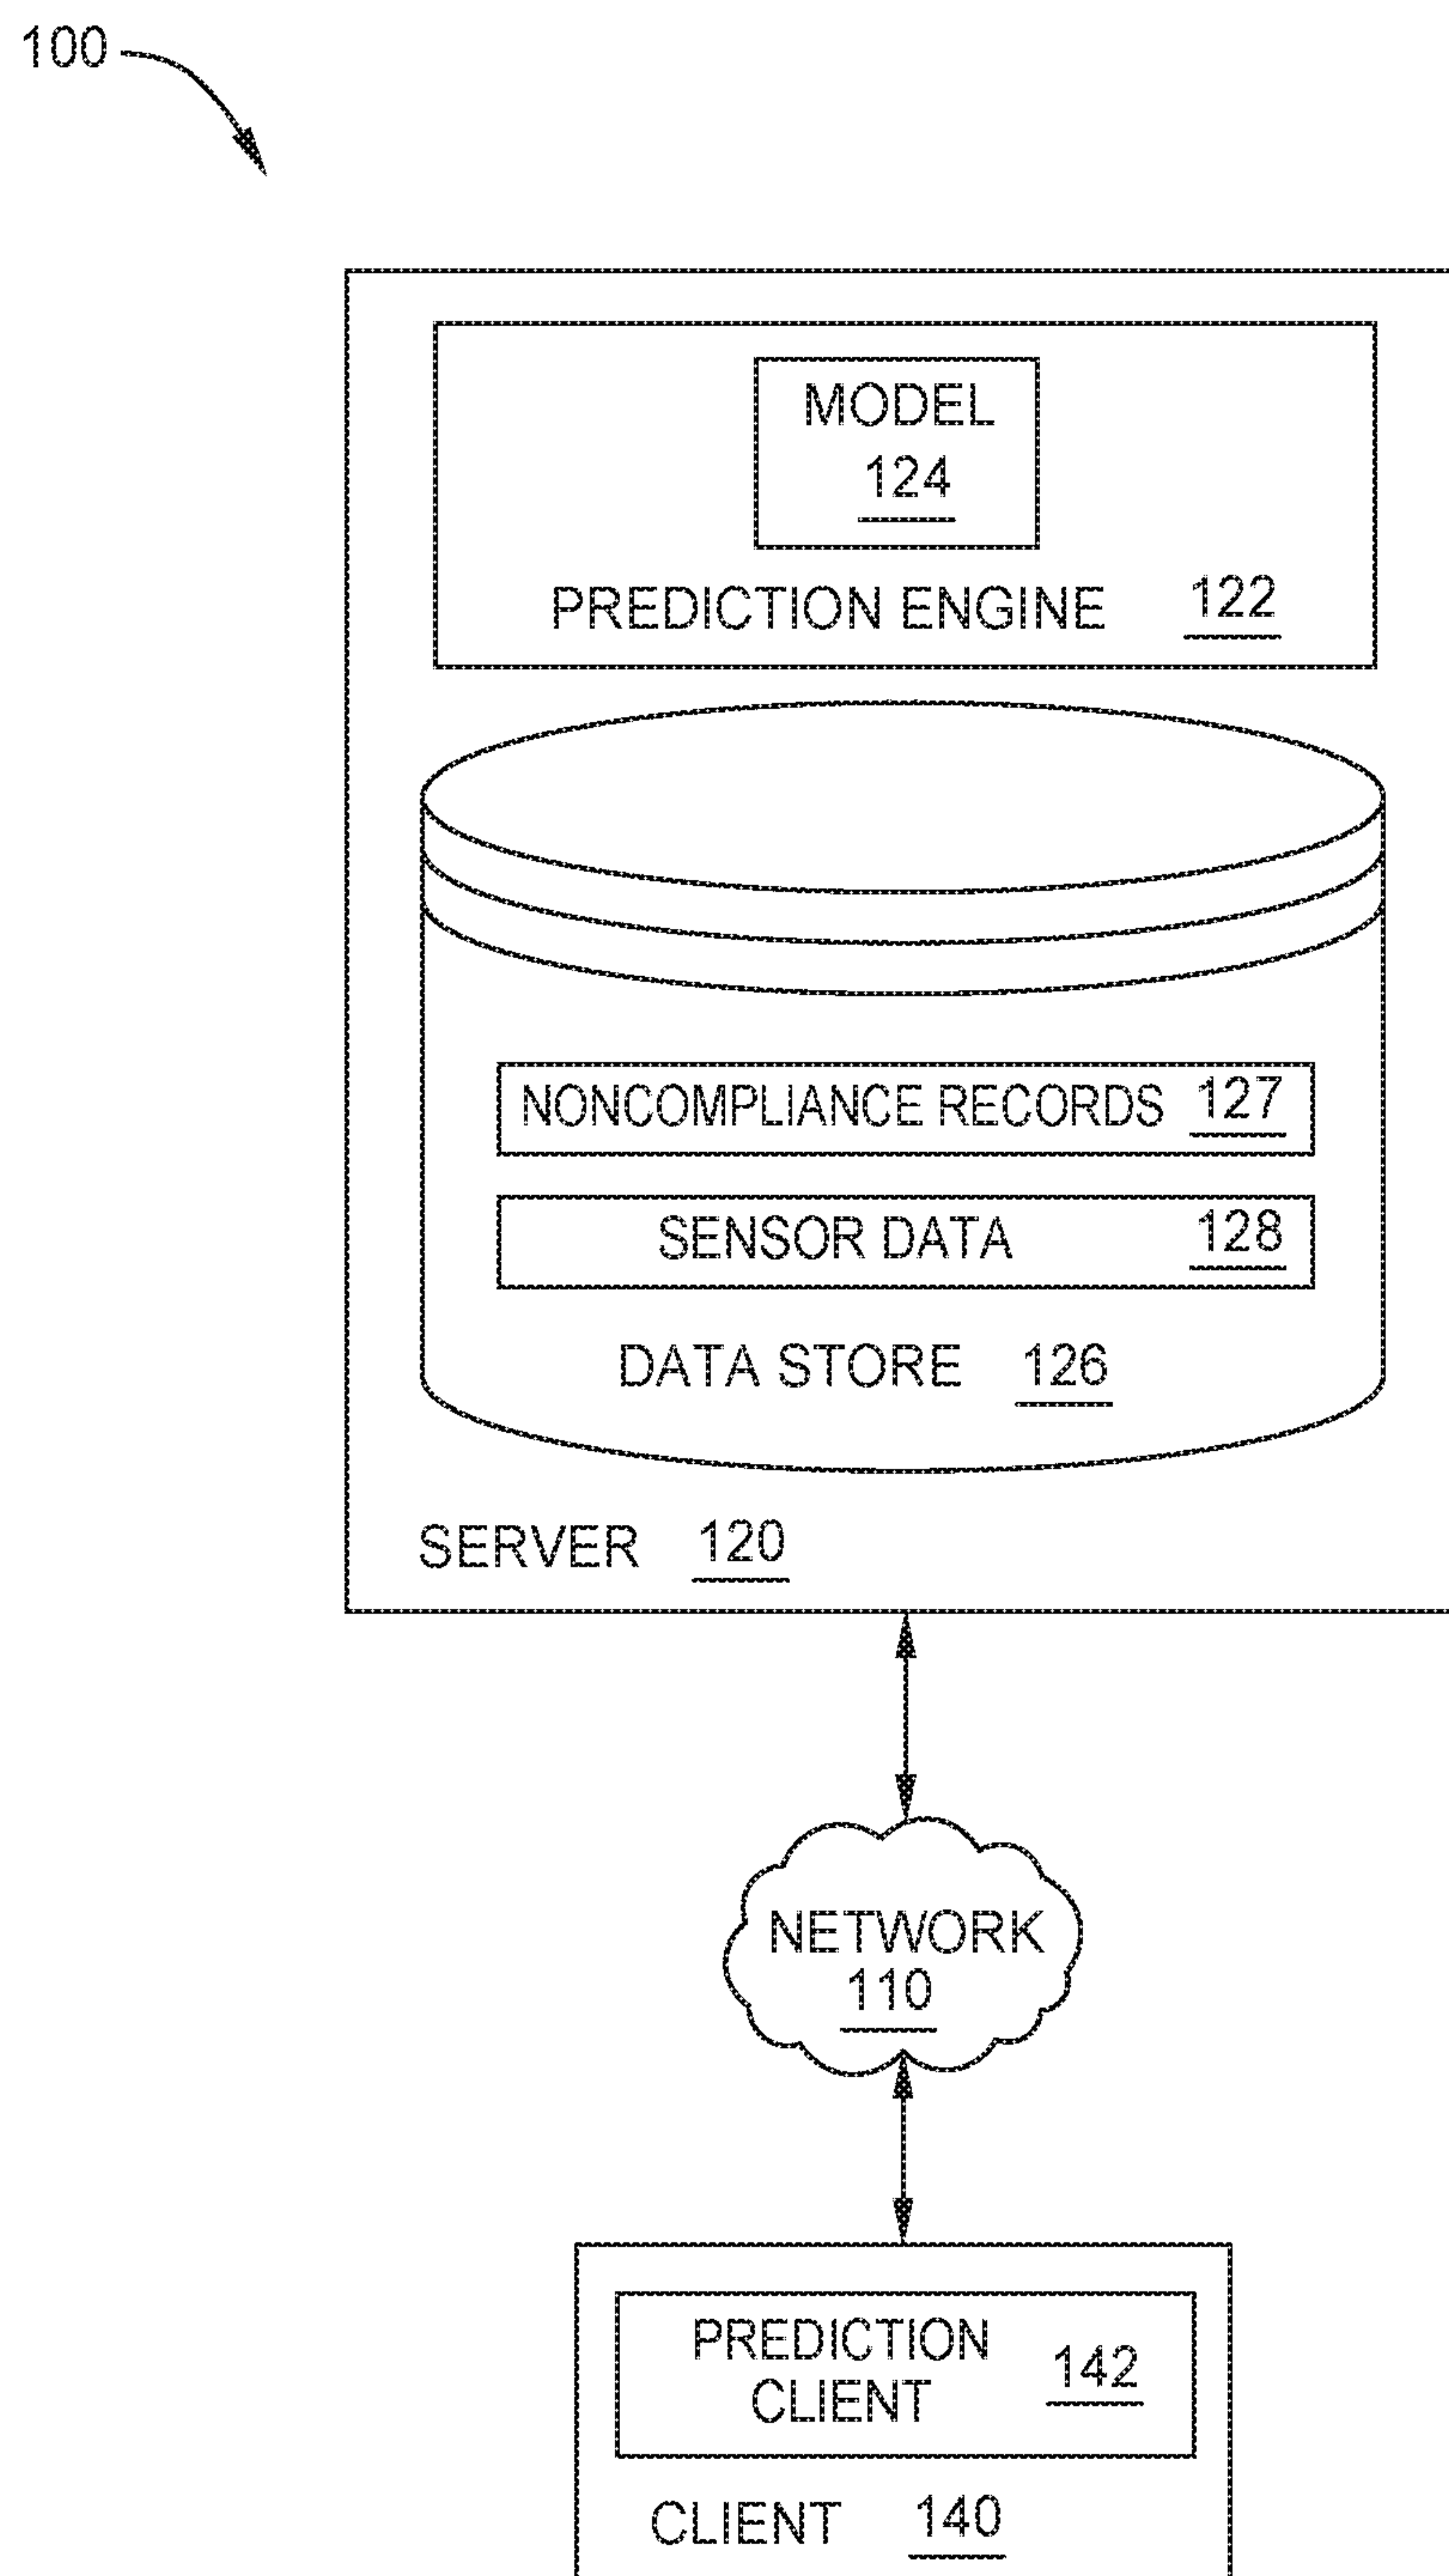 100
MODEL
124
PREDICTION ENGINE 122
NONCOMPLIANCE RECORDS 127
SENSOR DATA 128
DATA STORE 126
SERVER 120
NETWORK
110
PREDICTION
CLIENT 142
CLIENT 140